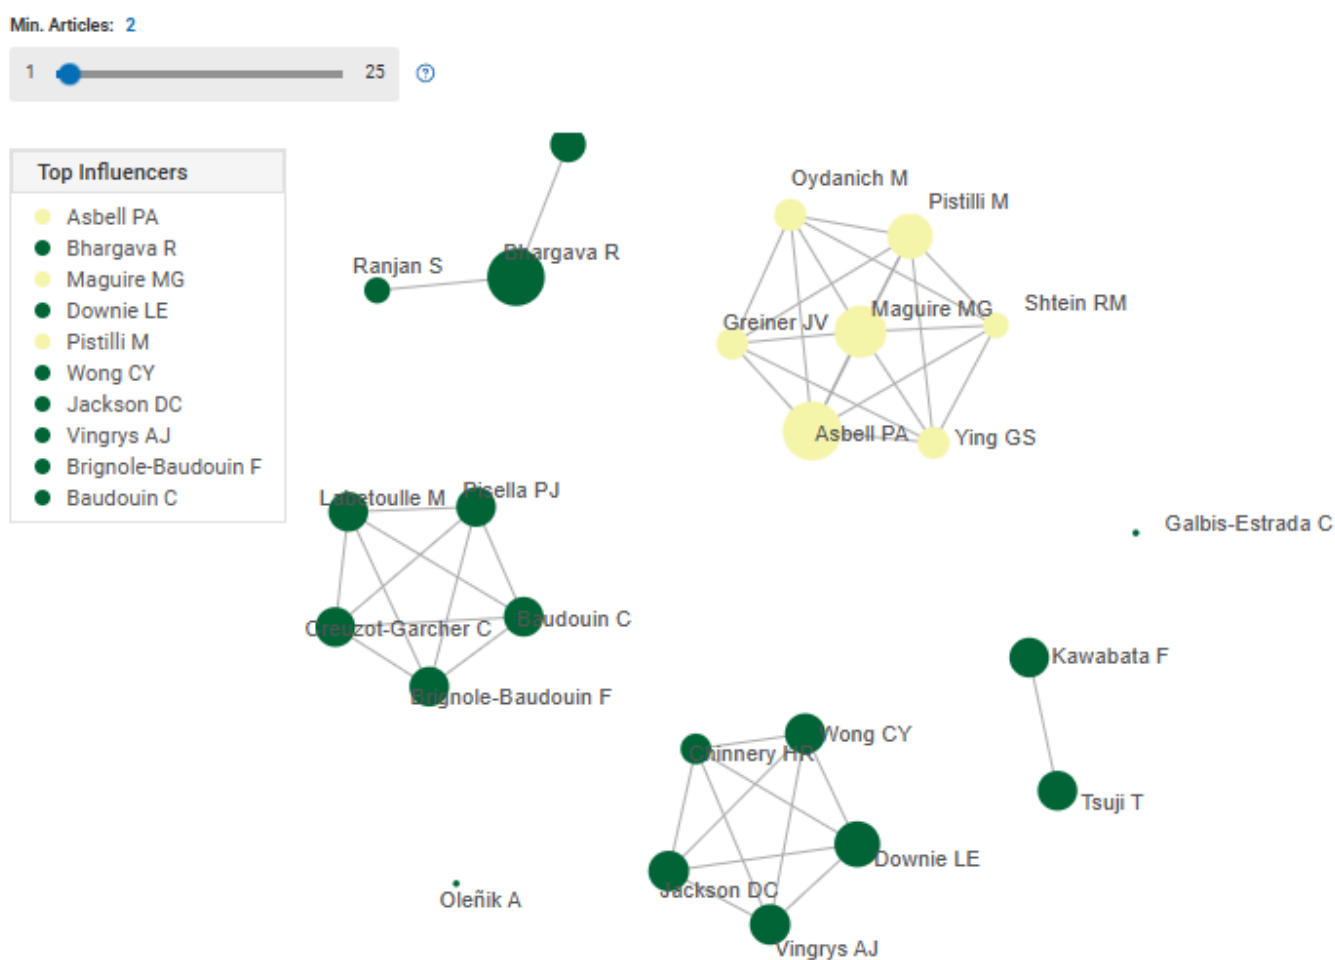 Min. Articles: 2
1 25 ?
Top Influencers
Asbell PA
Bhargava R
Maguire MG
Downie LE
Pistilli M
Wong CY
Jackson DC
Vingrys AJ
Brignole-Baudouin F
Baudouin C
Bhargava R
Ranjan S
Oydanich M
Pistilli M
Maguire MG
Shtein RM
Greiner JV
Asbell PA
Ying GS
Galbis-Estrada C
Labetoulle M
Pisella PJ
Baudouin C
Creuzot-Garcher C
Brignole-Baudouin F
Kawabata F
Tsuji T
Wong CY
Chinnery HR
Downie LE
Jackson DC
Vingrys AJ
Oleñik A